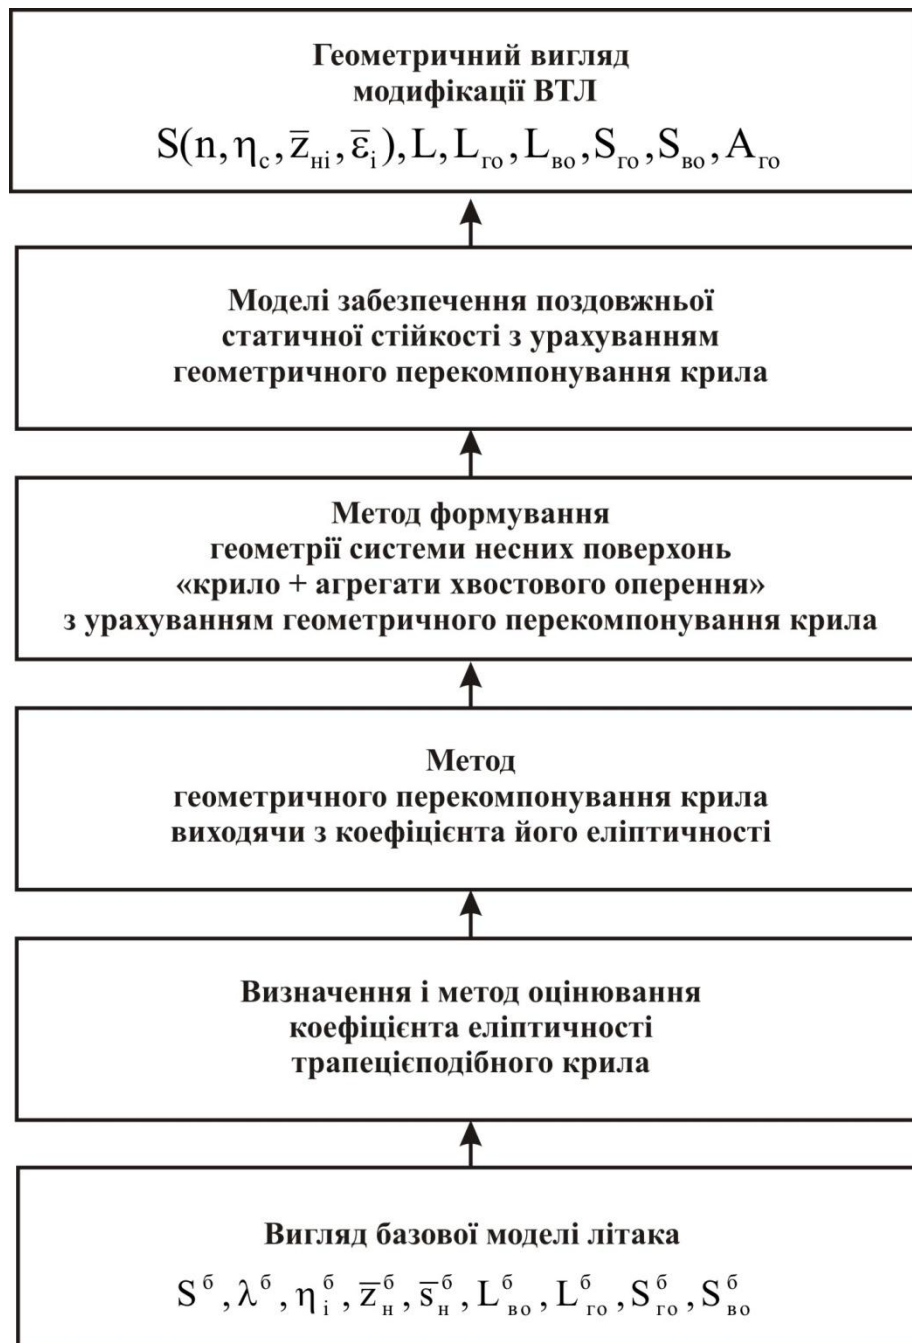 Геометричний вигляд
модифікації ВТЛ
S(n, η_c, z̅_ні, ε̅_i), L, L_го, L_во, S_го, S_во, A_го
Моделі забезпечення поздовжньої
статичної стійкості з урахуванням
геометричного перекомпонування крила
Метод формування
геометрії системи несних поверхонь
«крило + агрегати хвостового оперення»
з урахуванням геометричного перекомпонування крила
Метод
геометричного перекомпонування крила
виходячи з коефіцієнта його еліптичності
Визначення і метод оцінювання
коефіцієнта еліптичності
трапецієподібного крила
Вигляд базової моделі літака
S^б, λ^б, η_i^б, z̅_н^б, s̅_н^б, L_во^б, L_го^б, S_го^б, S_во^б